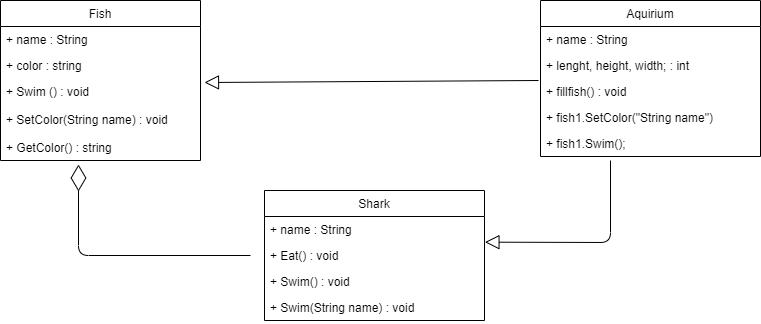 Fish
+ name : String
+ color : string
+ Swim () : void
+ SetColor(String name) : void
+ GetColor() : string
Aquirium
+ name : String
+ lenght, height, width; : int
+ fillfish() : void
+ fish1.SetColor("String name")
+ fish1.Swim();
Shark
+ name : String
+ Eat() : void
+ Swim() : void
+ Swim(String name) : void